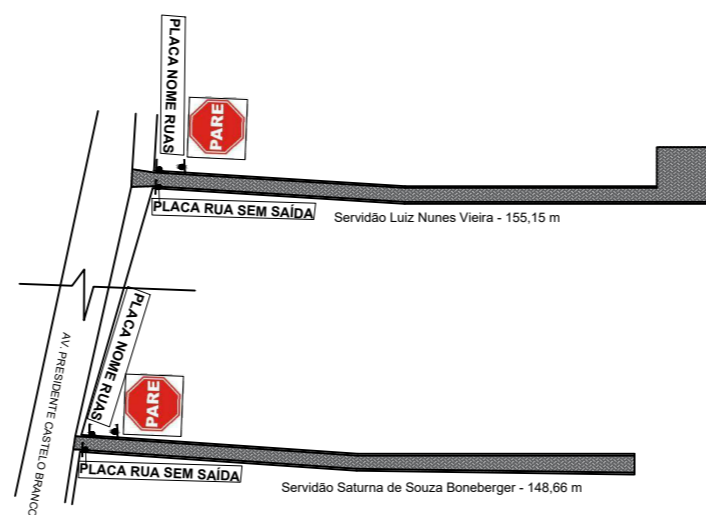 PLACA NOME RUAS
PARE
PLACA RUA SEM SAÍDA
Servidão Luiz Nunes Vieira - 155,15 m
PLACA NOME RUAS
AV. PRESIDENTE CASTELO BRANCO
PARE
PLACA RUA SEM SAÍDA
Servidão Saturna de Souza Boneberger - 148,66 m